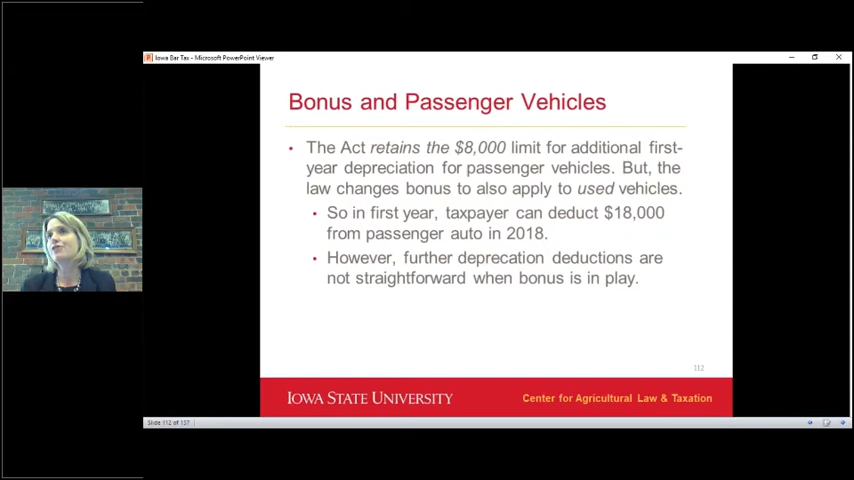 Iowa Bar Tax - Microsoft PowerPoint Viewer
Bonus and Passenger Vehicles
• The Act retains the $8,000 limit for additional first-
year depreciation for passenger vehicles. But, the
law changes bonus to also apply to used vehicles.
• So in first year, taxpayer can deduct $18,000
from passenger auto in 2018.
• However, further deprecation deductions are
not straightforward when bonus is in play.
112
IOWA STATE UNIVERSITY
Center for Agricultural Law & Taxation
Slide 112 of 157